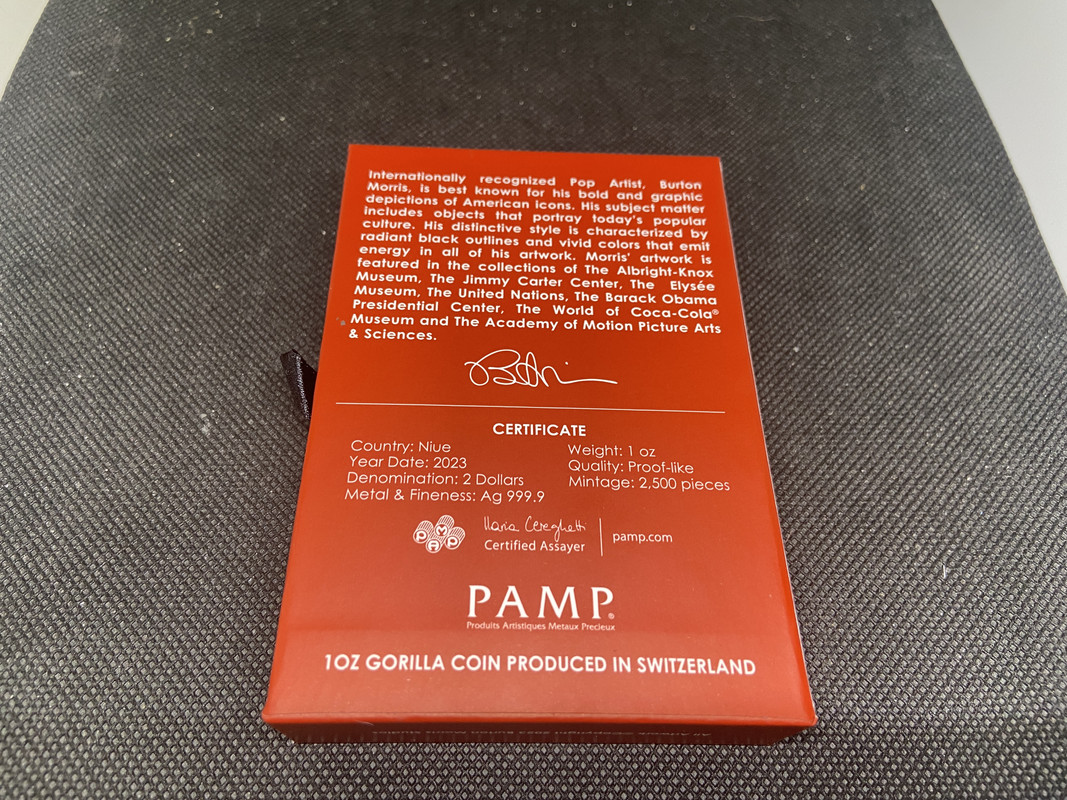 Internationally recognized Pop Artist, Burton
Morris, is best known for his bold and graphic
depictions of American icons. His subject matter
includes objects that portray today's popular
culture. His distinctive style is characterized by
radiant black outlines and vivid colors that emit
energy in all of his artwork. Morris' artwork is
featured in the collections of The Albright-Knox
Museum, The Jimmy Carter Center, The Elysée
Museum, The United Nations, The Barack Obama
Presidential Center, The World of Coca-Cola®
Museum and The Academy of Motion Picture Arts
& Sciences.
CERTIFICATE
Country: Niue
Year Date: 2023
Denomination: 2 Dollars
Metal & Fineness: Ag 999.9
Weight: 1 oz
Quality: Proof-like
Mintage: 2,500 pieces
PAMP
Ilaria Cereghetti
Certified Assayer
pamp.com
PAMP®
Produits Artistiques Metaux Precieux
1OZ GORILLA COIN PRODUCED IN SWITZERLAND